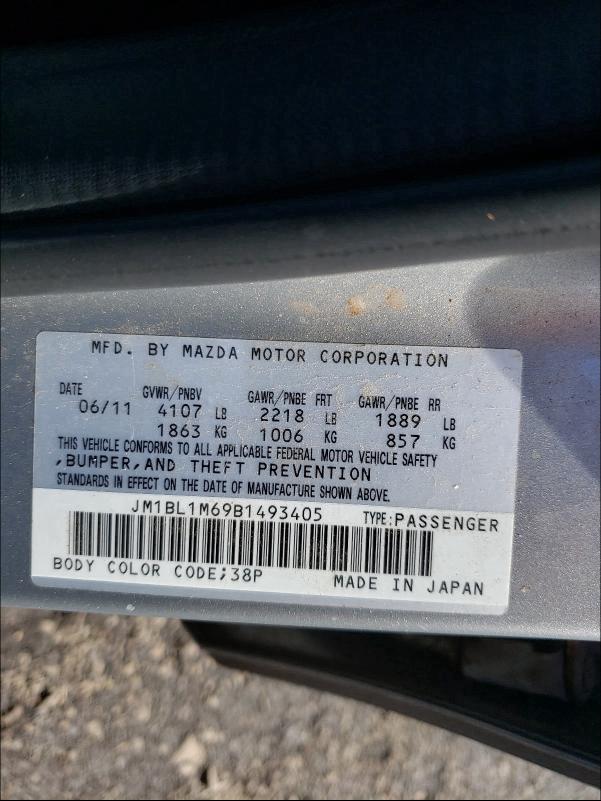 MFD. BY MAZDA MOTOR CORPORATION
DATE GVWR/PNBV GAWR/PNBE FRT GAWR/PNBE RR
06/11 4107 LB 2218 LB 1889 LB
1863 KG 1006 KG 857 KG
THIS VEHICLE CONFORMS TO ALL APPLICABLE FEDERAL MOTOR VEHICLE SAFETY
,BUMPER,AND THEFT PREVENTION
STANDARDS IN EFFECT ON THE DATE OF MANUFACTURE SHOWN ABOVE.
JM1BL1M69B1493405 TYPE:PASSENGER
BODY COLOR CODE;38P MADE IN JAPAN